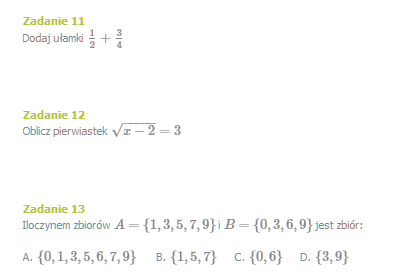 Zadanie 11
Dodaj ułamki $\frac{1}{2} + \frac{3}{4}$
Zadanie 12
Oblicz pierwiastek $\sqrt{x-2} = 3$
Zadanie 13
Iloczynem zbiorów $A = \{1, 3, 5, 7, 9\}$ i $B = \{0, 3, 6, 9\}$ jest zbiór:
A. $\{0, 1, 3, 5, 6, 7, 9\}$ B. $\{1, 5, 7\}$ C. $\{0, 6\}$ D. $\{3, 9\}$